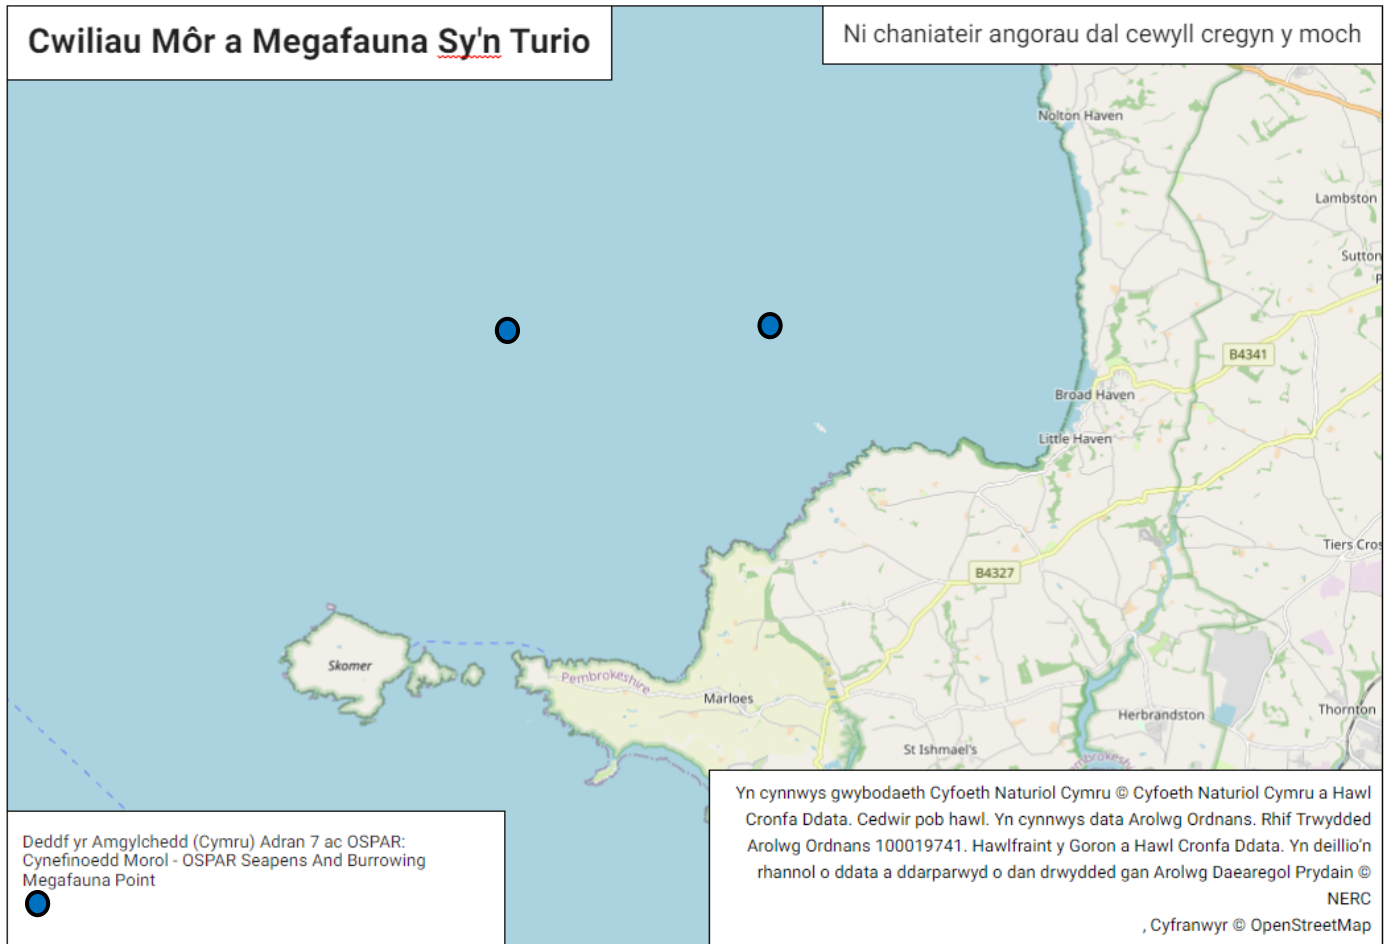 Cwiliau Môr a Megafauna Sy'n Turio
Ni chaniateir angorau dal cewyll cregyn y moch
Nolton Haven
Lambston
Sutton
P
B4341
Broad Haven
Little Haven
Tiers Cros
B4327
Skomer
Pembrokeshire
Marloes
Herbrandston
Thornton
St Ishmael's
mbrokeshi
Deddf yr Amgylchedd (Cymru) Adran 7 ac OSPAR:
Cynefinoedd Morol - OSPAR Seapens And Burrowing
Megafauna Point
Yn cynnwys gwybodaeth Cyfoeth Naturiol Cymru © Cyfoeth Naturiol Cymru a Hawl
Cronfa Ddata. Cedwir pob hawl. Yn cynnwys data Arolwg Ordnans. Rhif Trwydded
Arolwg Ordnans 100019741. Hawlfraint y Goron a Hawl Cronfa Ddata. Yn deillio'n
rhannol o ddata a ddarparwyd o dan drwydded gan Arolwg Daearegol Prydain ©
NERC
, Cyfranwyr © OpenStreetMap